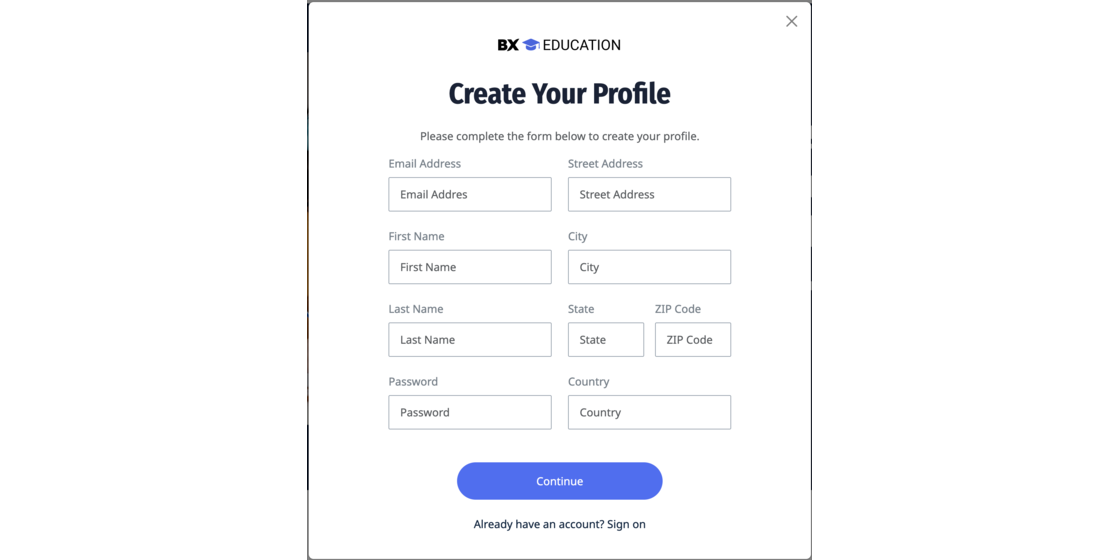 BX EDUCATION
Create Your Profile
Please complete the form below to create your profile.
Email Address
Email Addres
Street Address
Street Address
First Name
First Name
City
City
Last Name
Last Name
State
State
ZIP Code
ZIP Code
Password
Password
Country
Country
Continue
Already have an account? Sign on